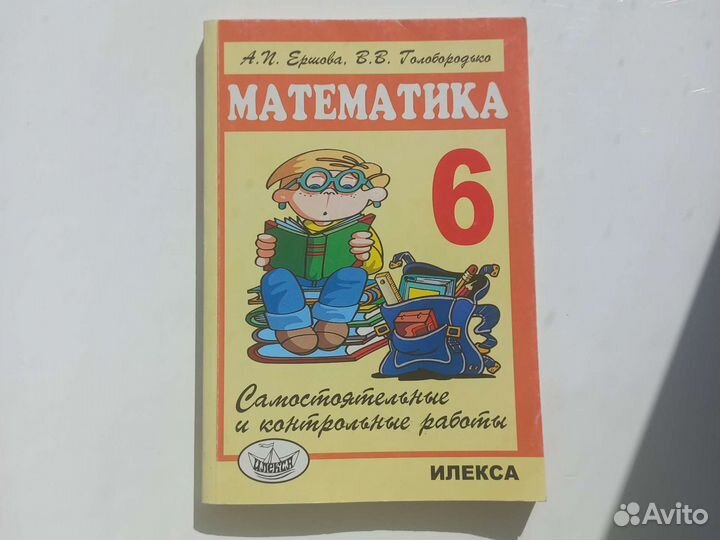 А.П. Ершова, В.В. Голобородько
МАТЕМАТИКА
6
Самостоятельные
и контрольные работы
ИЛЕКСА
ИЛЕКСА
Avito